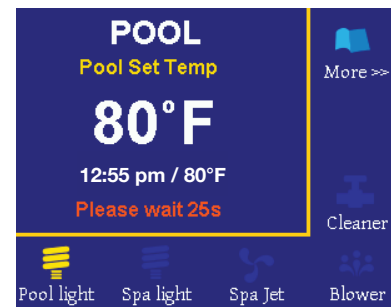 POOL
Pool Set Temp
80°F
12:55 pm / 80°F
Please wait 25s
More >>
Cleaner
Pool light
Spa light
Spa Jet
Blower